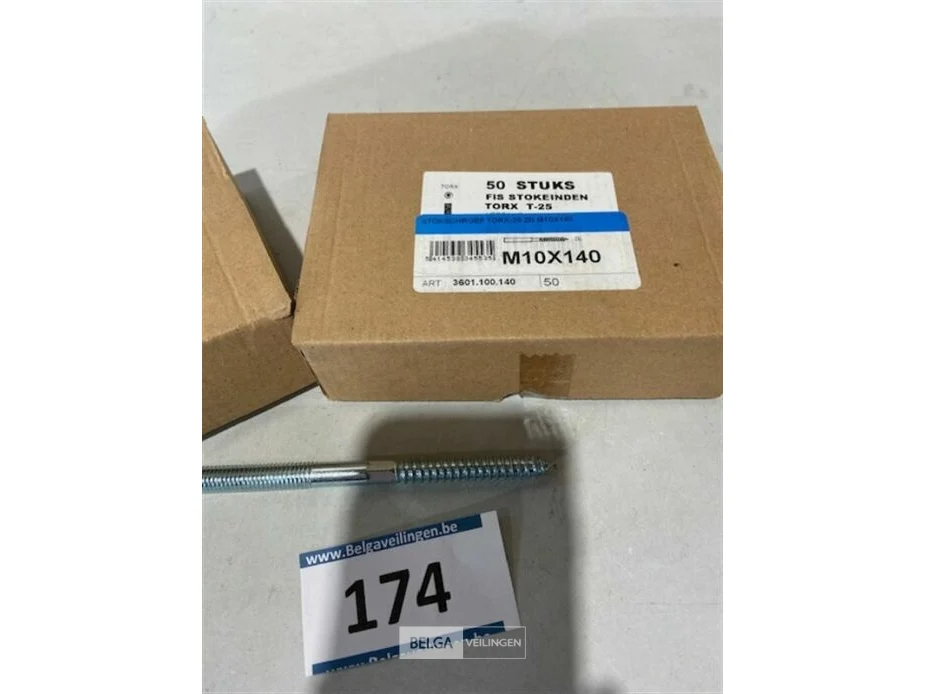 TORX
50 STUKS
FIS STOKEINDEN
TORX T-25
M10X140
ART 3601.100.140 50
www.Belgaveilingen.be
174
BELGA VEILINGEN